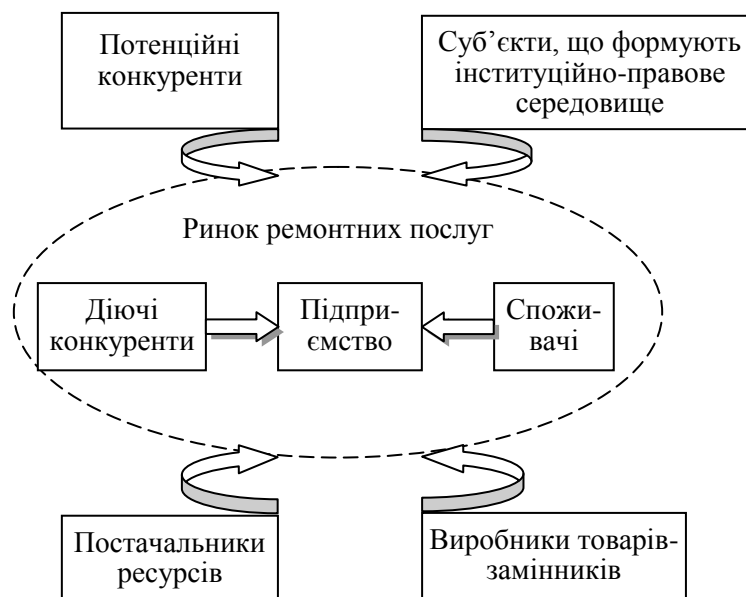 Потенційні
конкуренти
Суб’єкти, що формують
інституційно-правове
середовище
Ринок ремонтних послуг
Діючі
конкуренти
Підпри-
ємство
Спожи-
вачі
Постачальники
ресурсів
Виробники товарів-
замінників